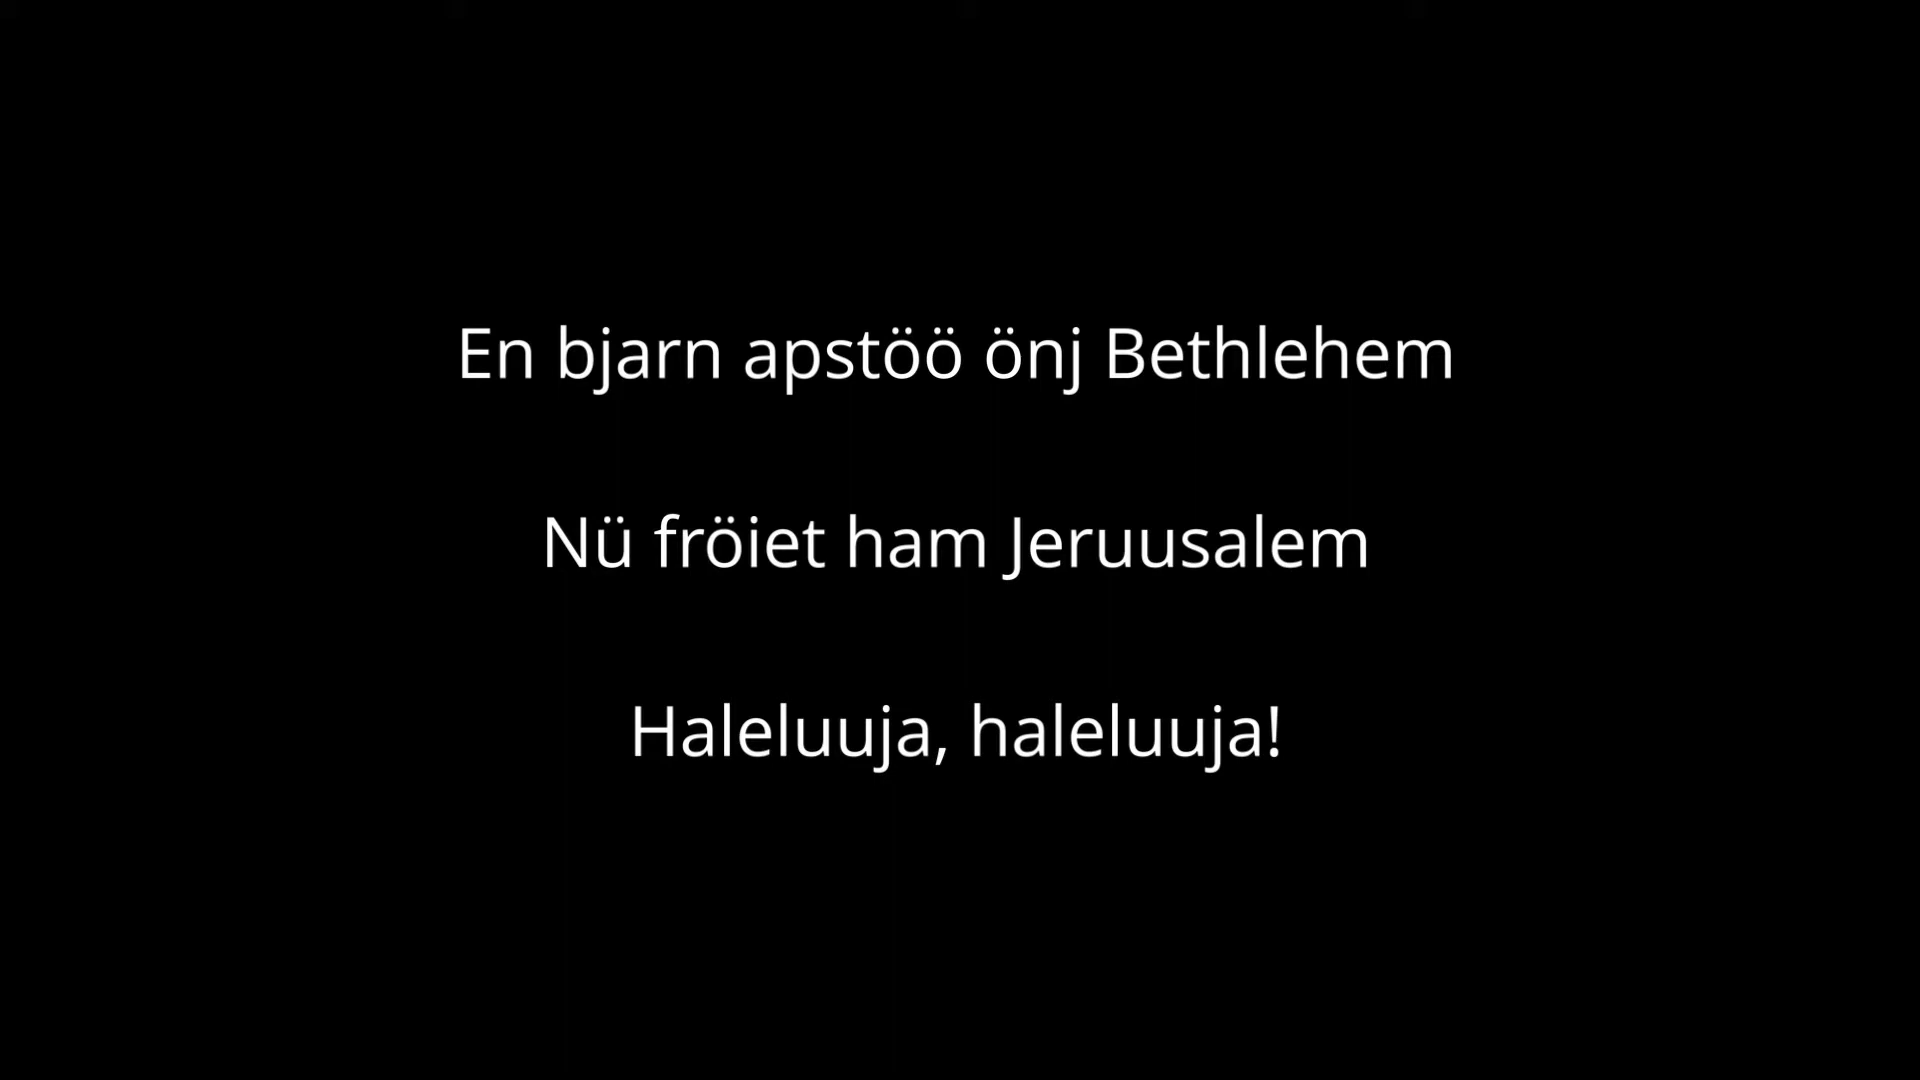 En bjarn apstöö önj Bethlehem
Nü fröiet ham Jeruusalem
Haleluuja, haleluuja!